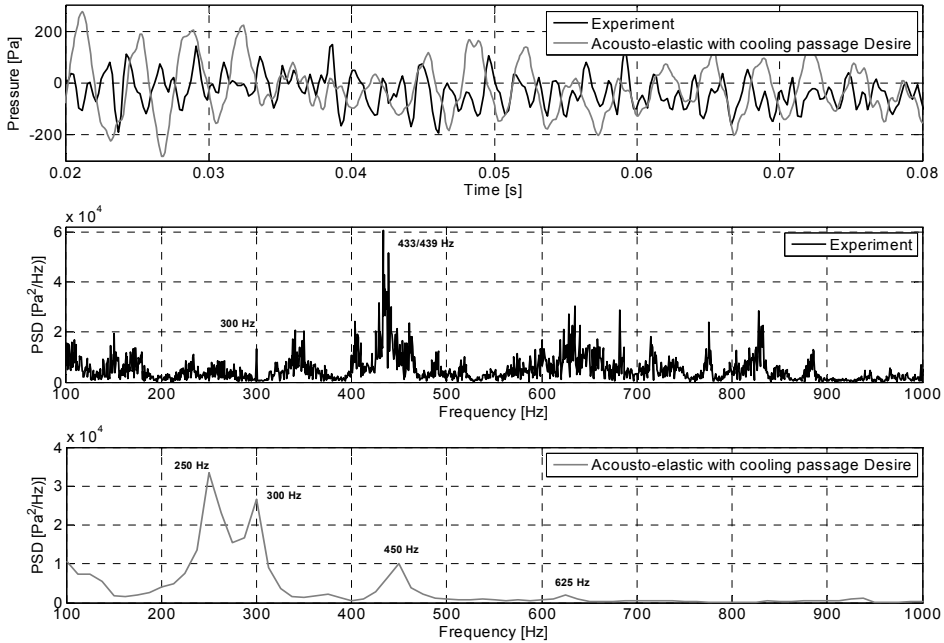 Experiment
Acousto-elastic with cooling passage Desire
Pressure [Pa]
200
0
-200
0.02 0.03 0.04 0.05 0.06 0.07 0.08
Time [s]
x 10^4
Experiment
433/439 Hz
300 Hz
PSD [Pa^2/Hz)]
6
4
2
0
100 200 300 400 500 600 700 800 900 1000
Frequency [Hz]
x 10^4
Acousto-elastic with cooling passage Desire
250 Hz
300 Hz
450 Hz
625 Hz
PSD [Pa^2/Hz)]
4
3
2
1
0
100 200 300 400 500 600 700 800 900 1000
Frequency [Hz]